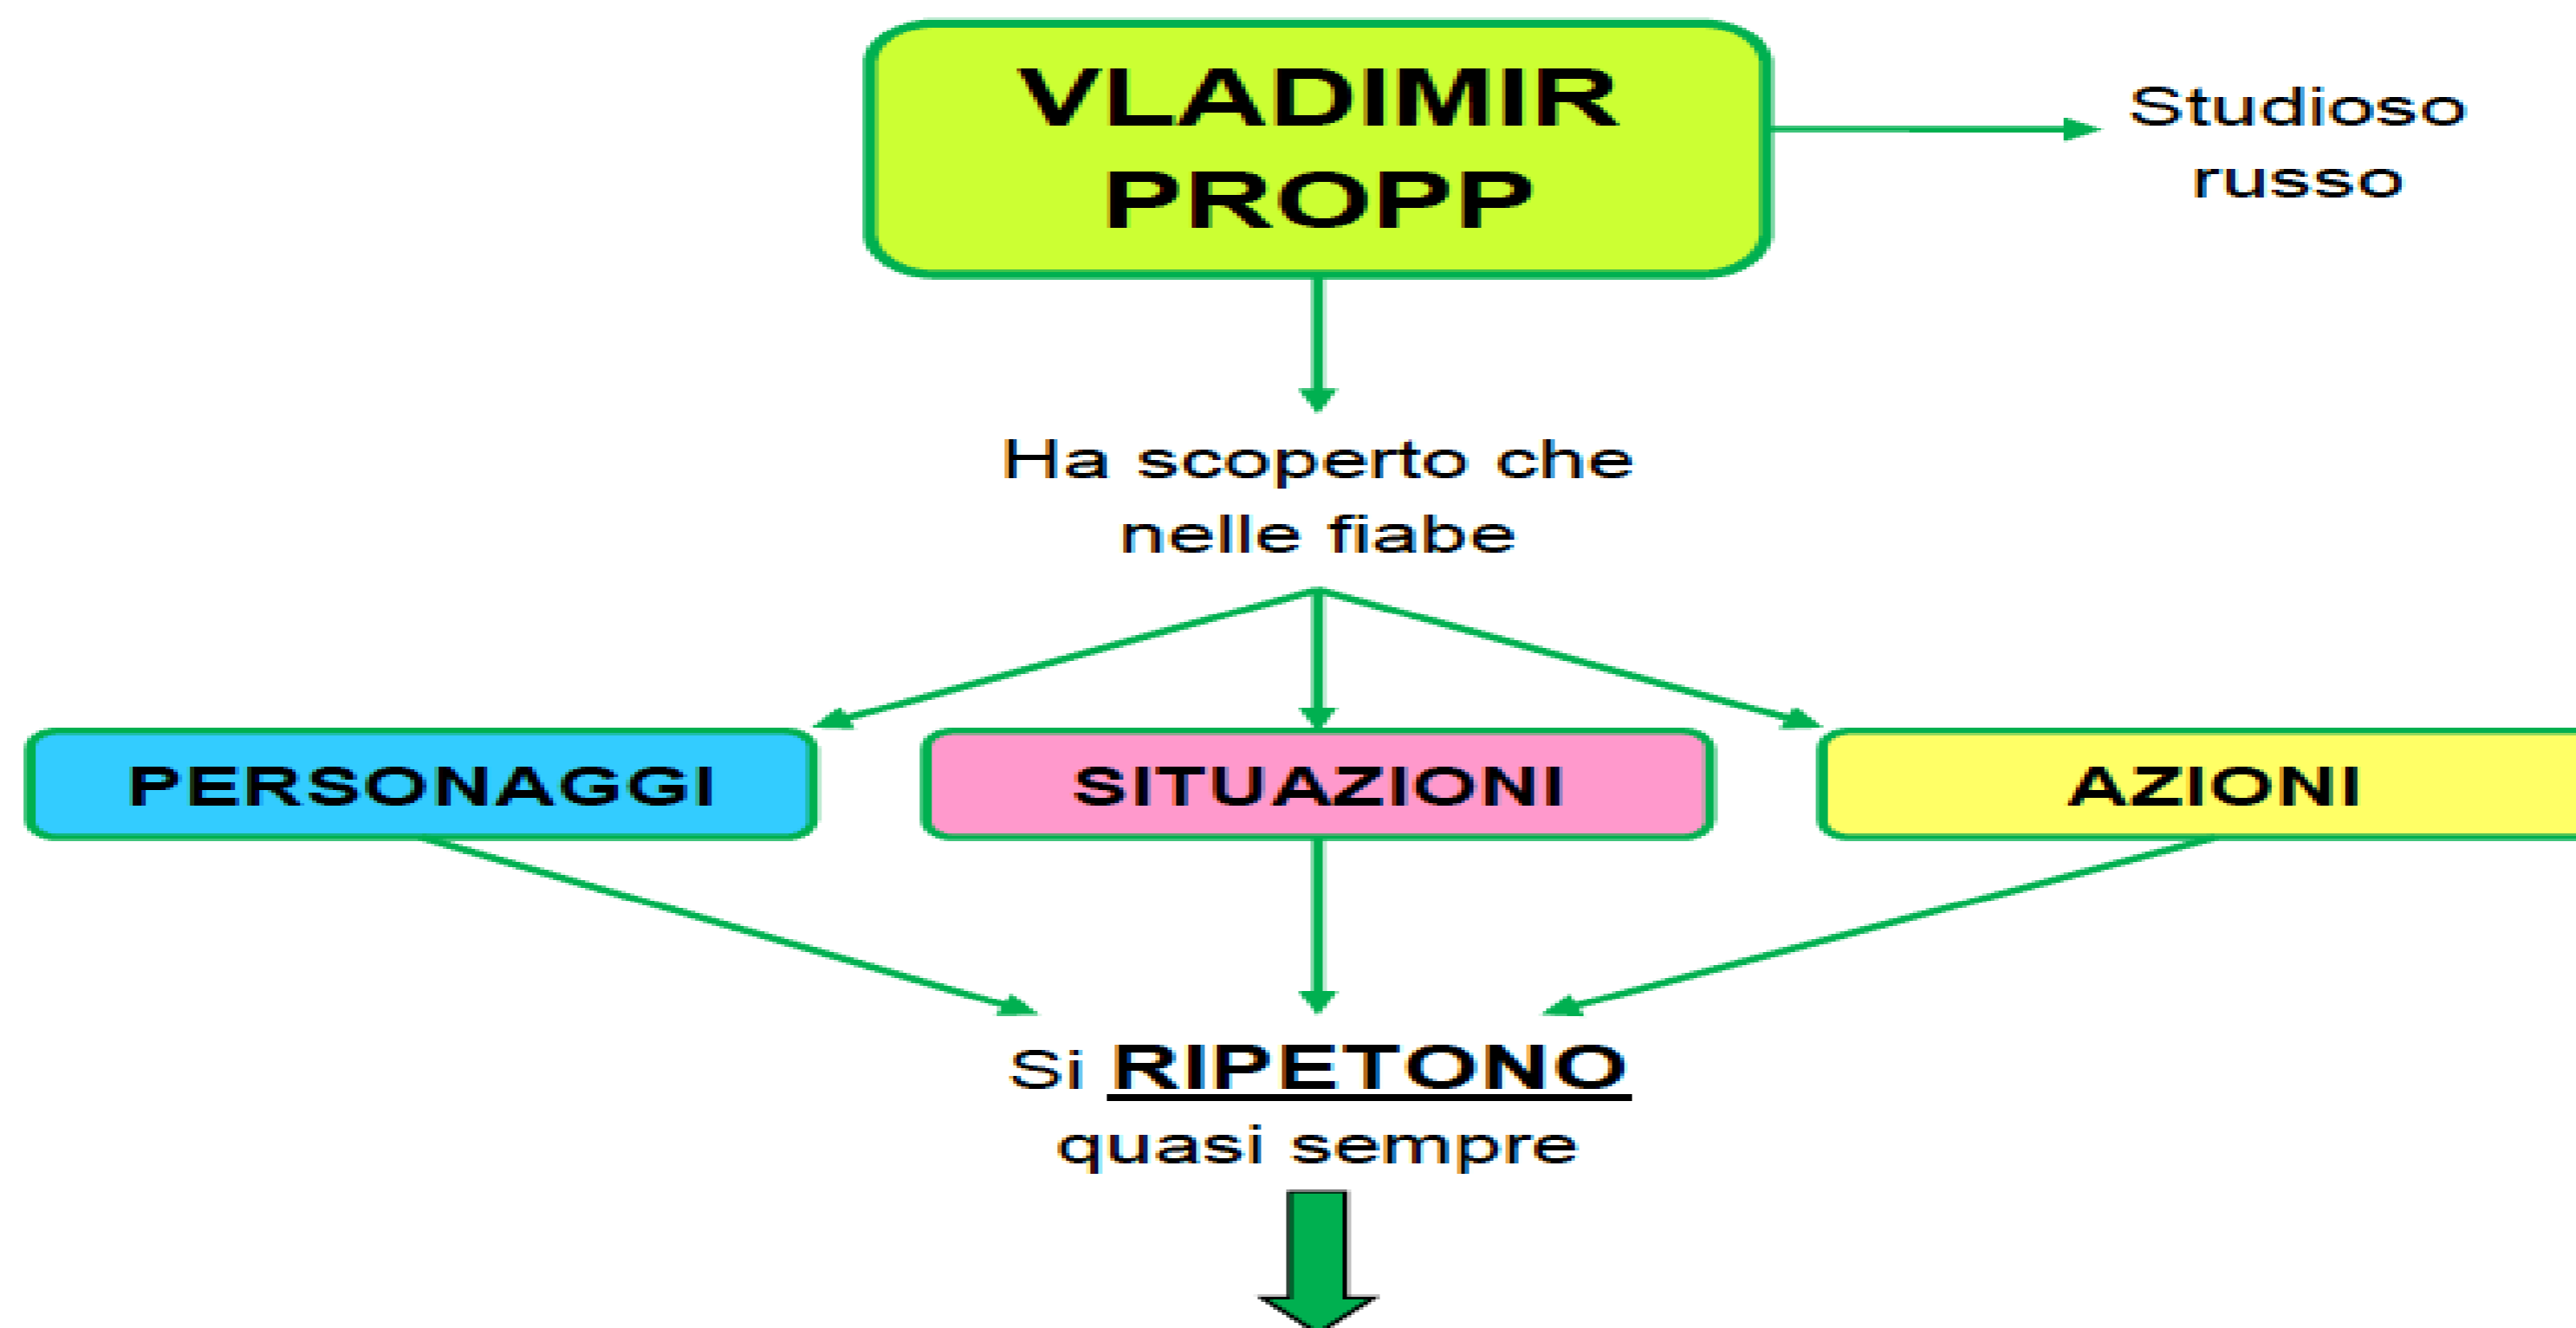 VLADIMIR
PROPP
Studioso
russo
Ha scoperto che
nelle fiabe
PERSONAGGI
SITUAZIONI
AZIONI
Si RIPETONO
quasi sempre